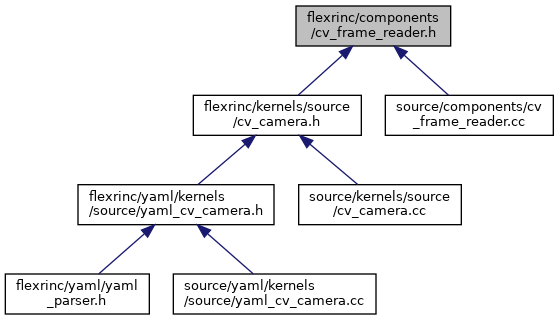 flexrinc/components
/cv_frame_reader.h
flexrinc/kernels/source
/cv_camera.h
source/components/cv
_frame_reader.cc
flexrinc/yaml/kernels
/source/yaml_cv_camera.h
source/kernels/source
/cv_camera.cc
flexrinc/yaml/yaml
_parser.h
source/yaml/kernels
/source/yaml_cv_camera.cc